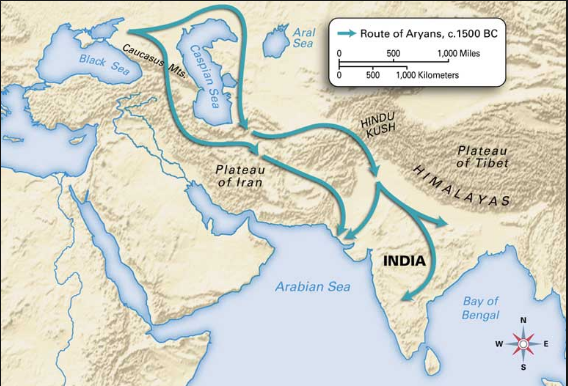 Route of Aryans, c.1500 BC
0 500 1,000 Miles
0 500 1,000 Kilometers
Aral
Sea
Black Sea
Caucasus Mts.
Caspian Sea
HINDU
KUSH
Plateau
of Tibet
HIMALAYAS
Plateau
of Iran
INDIA
Arabian Sea
Bay of
Bengal
N
W E
S